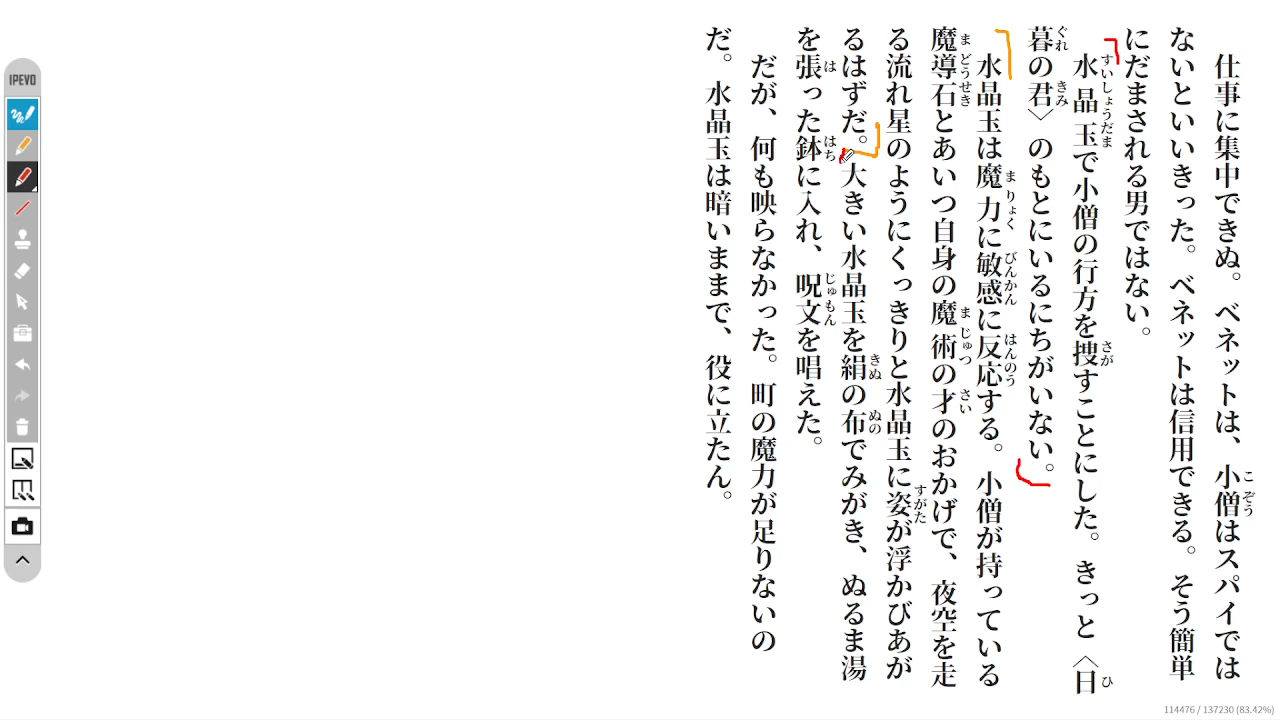 仕事に集中できぬ。ベネットは、小僧はスパイでは
ないといいきった。ベネットは信用できる。そう簡単
にだまされる男ではない。
水晶玉で小僧の行方を捜すことにした。きっと〈日
暮の君〉のもとにいるにちがいない。
水晶玉は魔力に敏感に反応する。小僧が持っている
魔導石とあいつ自身の魔術の才のおかげで、夜空を走
る流れ星のようにくっきりと水晶玉に姿が浮かびあが
るはずだ。大きい水晶玉を絹の布でみがき、ぬるま湯
を張った鉢に入れ、呪文を唱えた。
だが、何も映らなかった。町の魔力が足りないの
だ。水晶玉は暗いままで、役に立たん。
IPEVO
114476 / 137230 (83.42%)